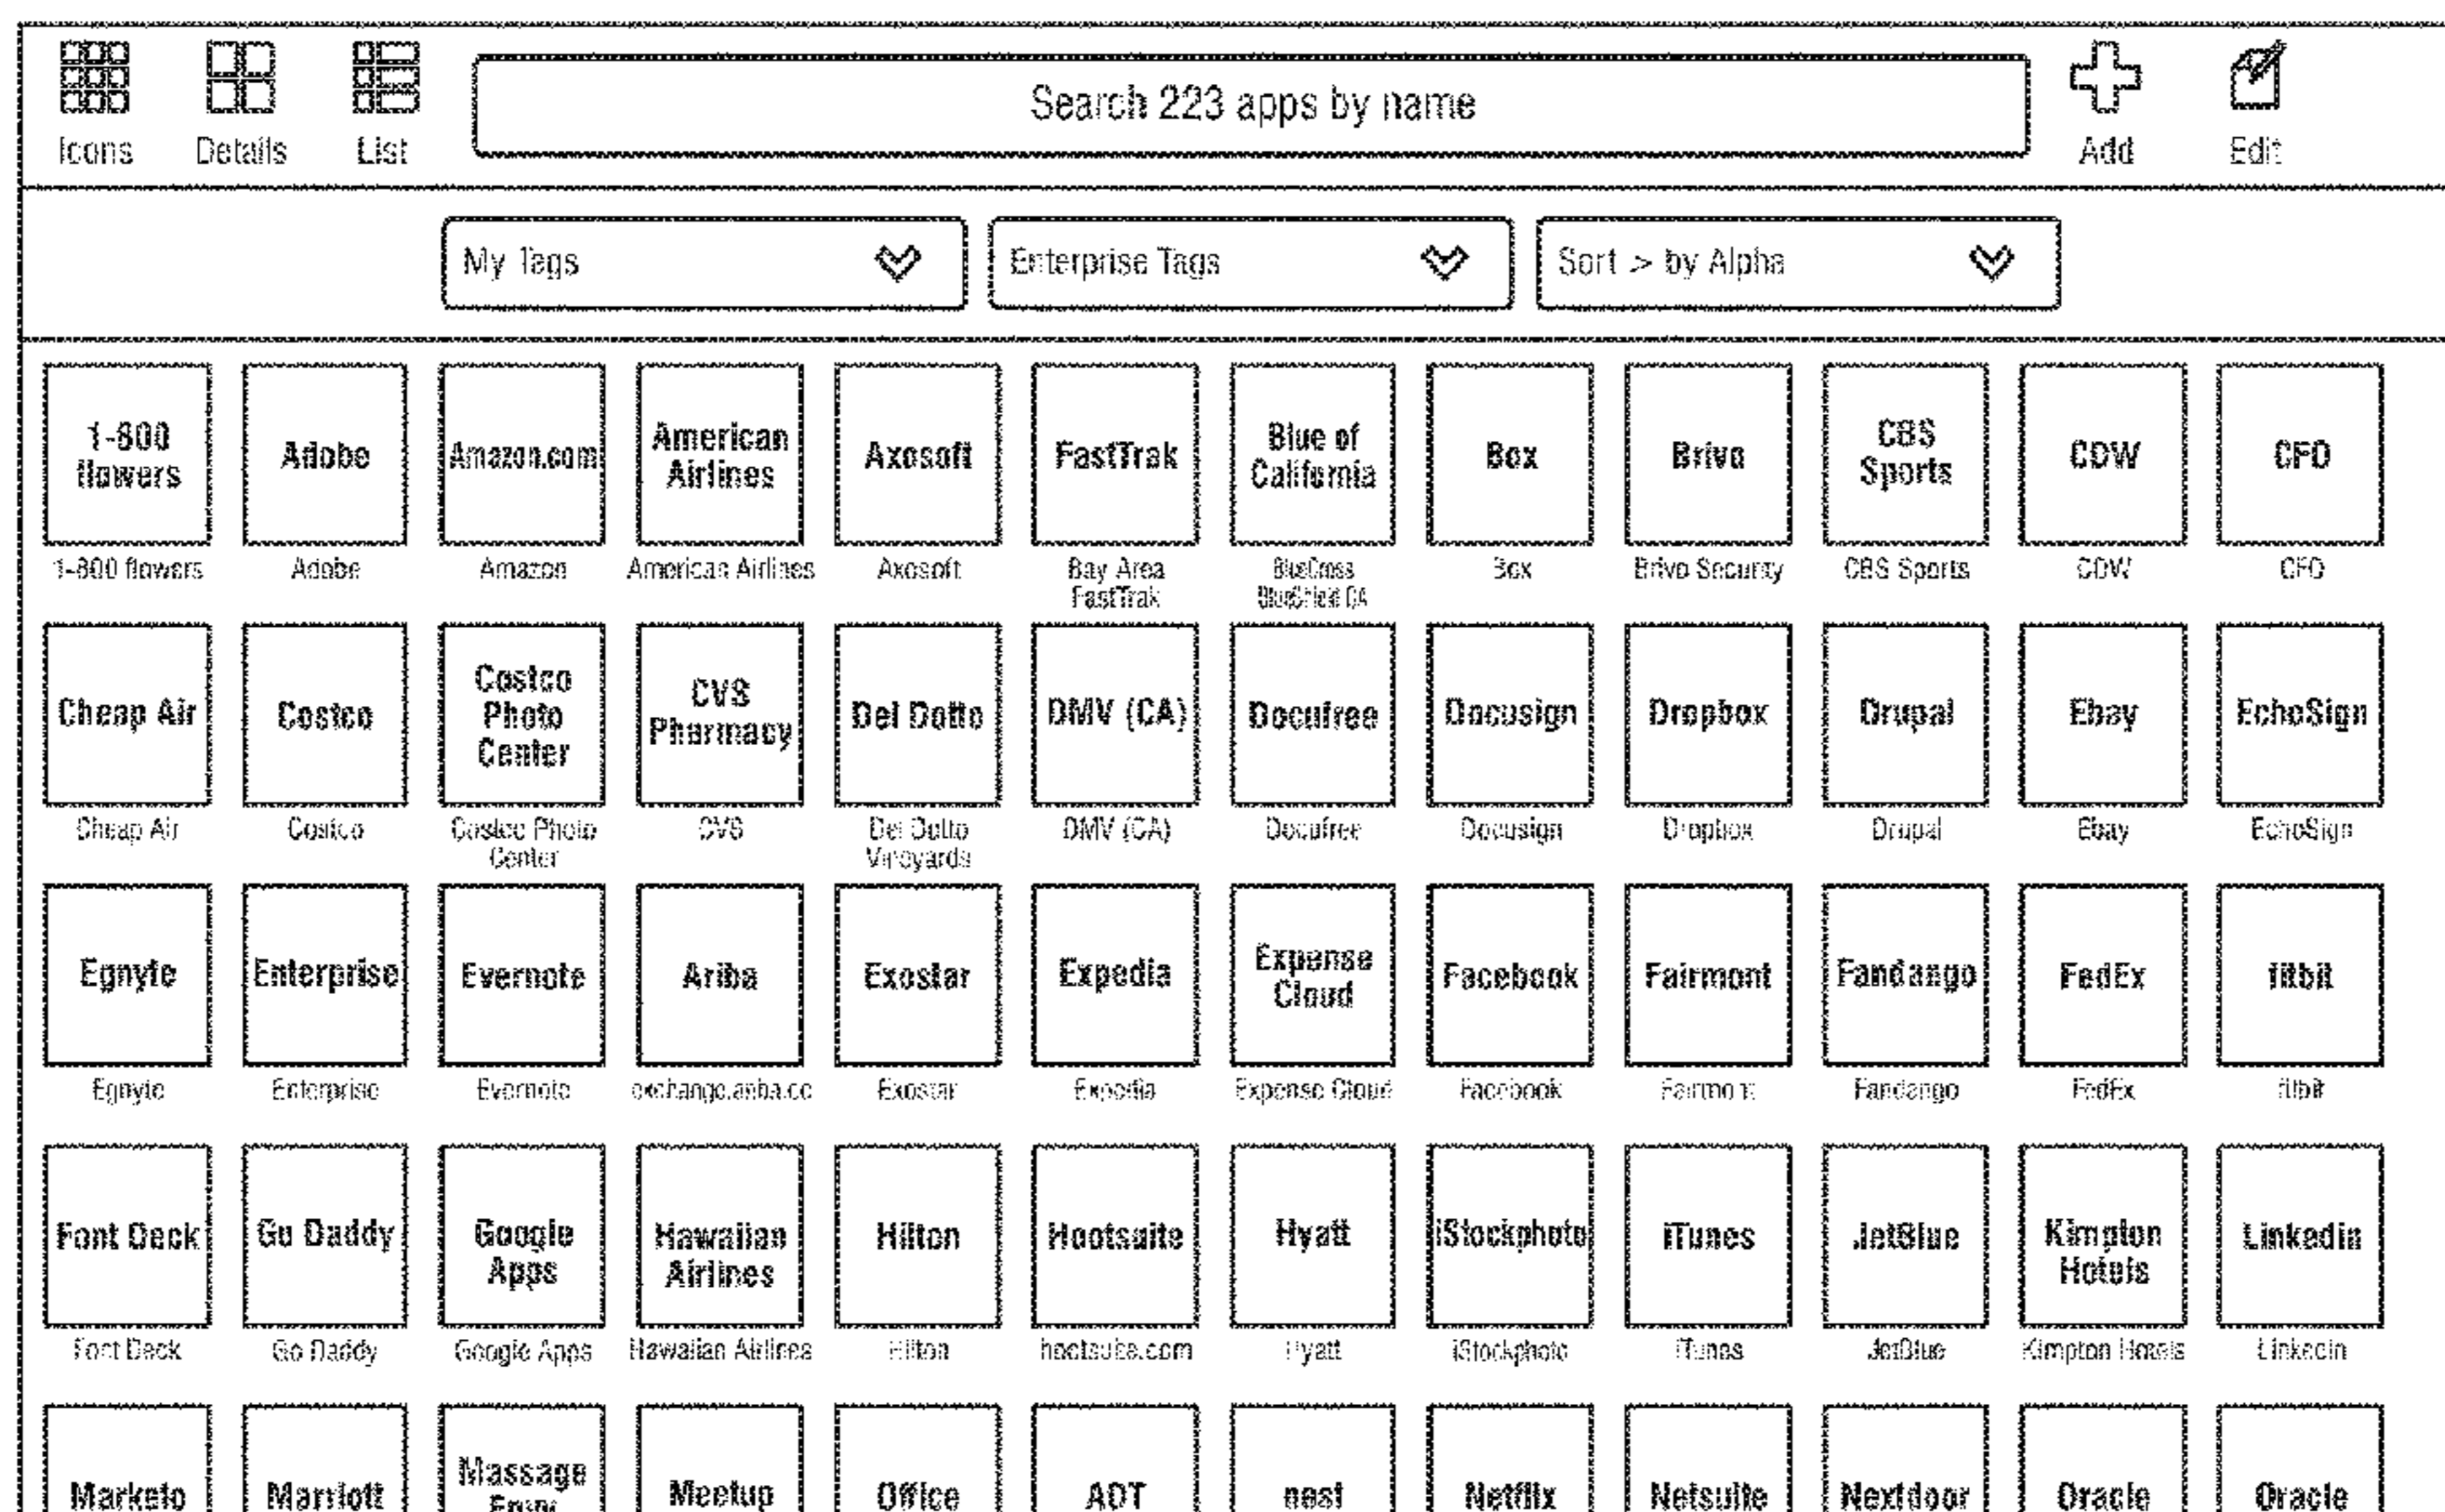 Icons Details List Search 223 apps by name Add Edit
My Tags Enterprise Tags Sort > by Alpha
1-800 flowers Adobe Amazon.com American Airlines Axosoft FastTrak Blue of California Box Brivo CBS Sports CDW CFO
1-800 flowers Adobe Amazon American Airlines Axosoft Bay Area FastTrak BlueCross BlueShield CA Box Brivo Security CBS Sports CDW CFO
Cheap Air Costco Costco Photo Center CVS Pharmacy Del Dotto DMV (CA) Docufree Docusign Dropbox Drupal Ebay EchoSign
Cheap Air Costco Costco Photo Center CVS Del Dotto Vineyards DMV (CA) Docufree Docusign Dropbox Drupal Ebay EchoSign
Egnyte Enterprise Evernote Ariba Exostar Expedia Expense Cloud Facebook Fairmont Fandango FedEx fitbit
Egnyte Enterprise Evernote exchange.ariba.co Exostar Expedia Expense Cloud Facebook Fairmont Fandango FedEx fitbit
Font Deck Go Daddy Google Apps Hawaiian Airlines Hilton Hootsuite Hyatt iStockphoto iTunes JetBlue Kimpton Hotels Linkedin
Font Deck Go Daddy Google Apps Hawaiian Airlines Hilton hootsuite.com Hyatt iStockphoto iTunes JetBlue Kimpton Hotels Linkedin
Marketo Marriott Massage Meetup Office ADT nest Netflix Netsuite Nextdoor Oracle Oracle